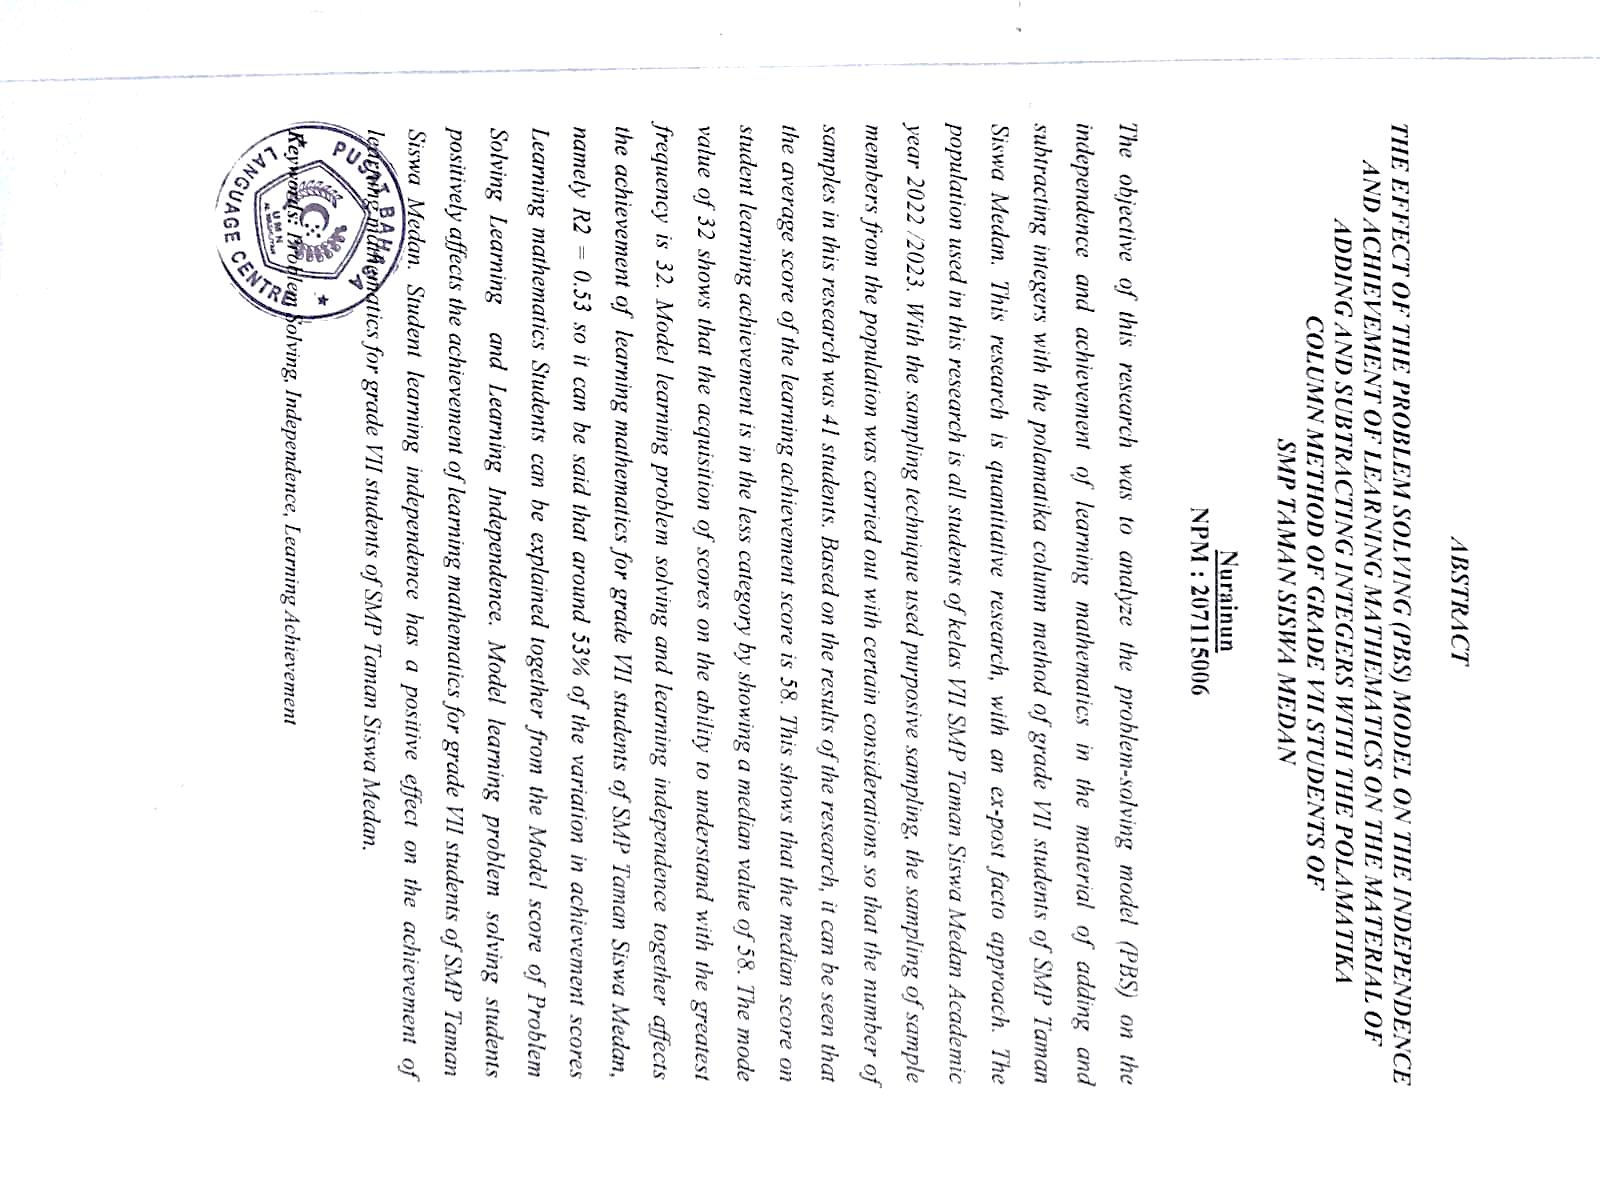 ABSTRACT
THE EFFECT OF THE PROBLEM SOLVING (PBS) MODEL ON THE INDEPENDENCE
AND ACHIEVEMENT OF LEARNING MATHEMATICS ON THE MATERIAL OF
ADDING AND SUBTRACTING INTEGERS WITH THE POLAMATIKA
COLUMN METHOD OF GRADE VII STUDENTS OF
SMP TAMAN SISWA MEDAN
Nurainun
NPM : 207115006
The objective of this research was to analyze the problem-solving model (PBS) on the
independence and achievement of learning mathematics in the material of adding and
subtracting integers with the polamatika column method of grade VII students of SMP Taman
Siswa Medan. This research is quantitative research, with an ex-post facto approach. The
population used in this research is all students of kelas VII SMP Taman Siswa Medan Academic
year 2022 /2023. With the sampling technique used purposive sampling, the sampling of sample
members from the population was carried out with certain considerations so that the number of
samples in this research was 41 students. Based on the results of the research, it can be seen that
the average score of the learning achievement score is 58. This shows that the median score on
student learning achievement is in the less category by showing a median value of 58. The mode
value of 32 shows that the acquisition of scores on the ability to understand with the greatest
frequency is 32. Model learning problem solving and learning independence together affects
the achievement of learning mathematics for grade VII students of SMP Taman Siswa Medan,
namely R2 = 0.53 so it can be said that around 53% of the variation in achievement scores
Learning mathematics Students can be explained together from the Model score of Problem
Solving Learning and Learning Independence. Model learning problem solving students
positively affects the achievement of learning mathematics for grade VII students of SMP Taman
Siswa Medan. Student learning independence has a positive effect on the achievement of
learning mathematics for grade VII students of SMP Taman Siswa Medan.
Keywords: Problem Solving, Independence, Learning Achievement
PUSAT BAHASA
UMN
LANGUAGE CENTRE